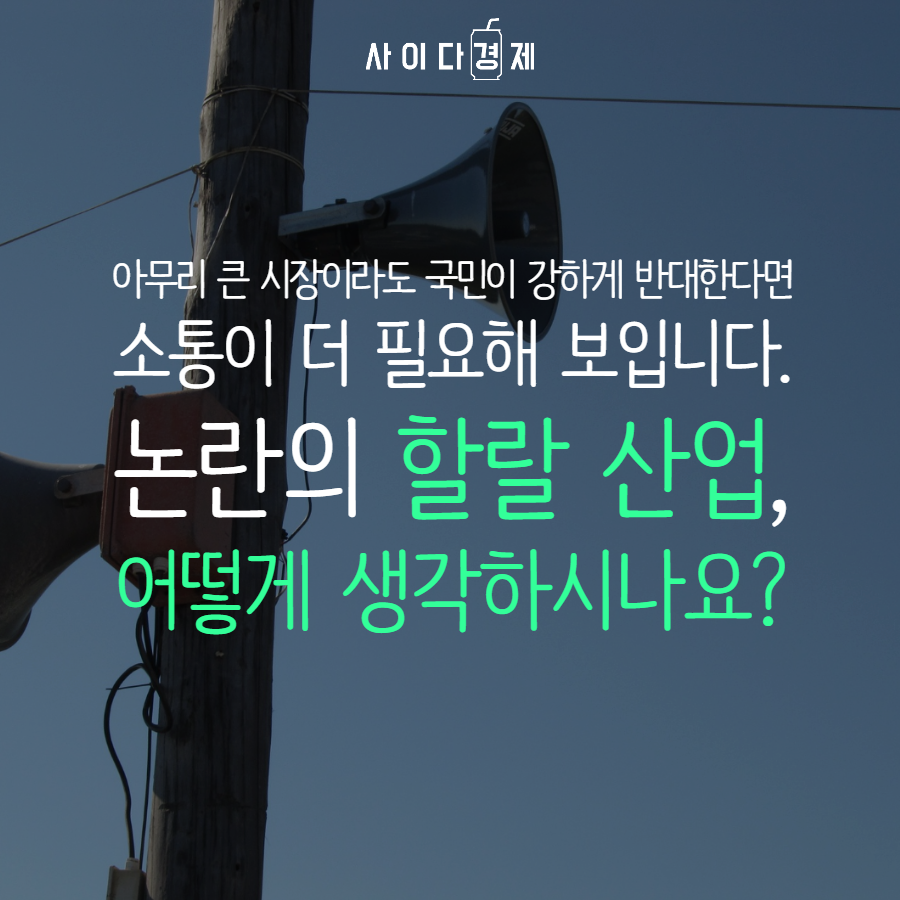 사이다경제
아무리 큰 시장이라도 국민이 강하게 반대한다면
소통이 더 필요해 보입니다.
논란의 할랄 산업,
어떻게 생각하시나요?